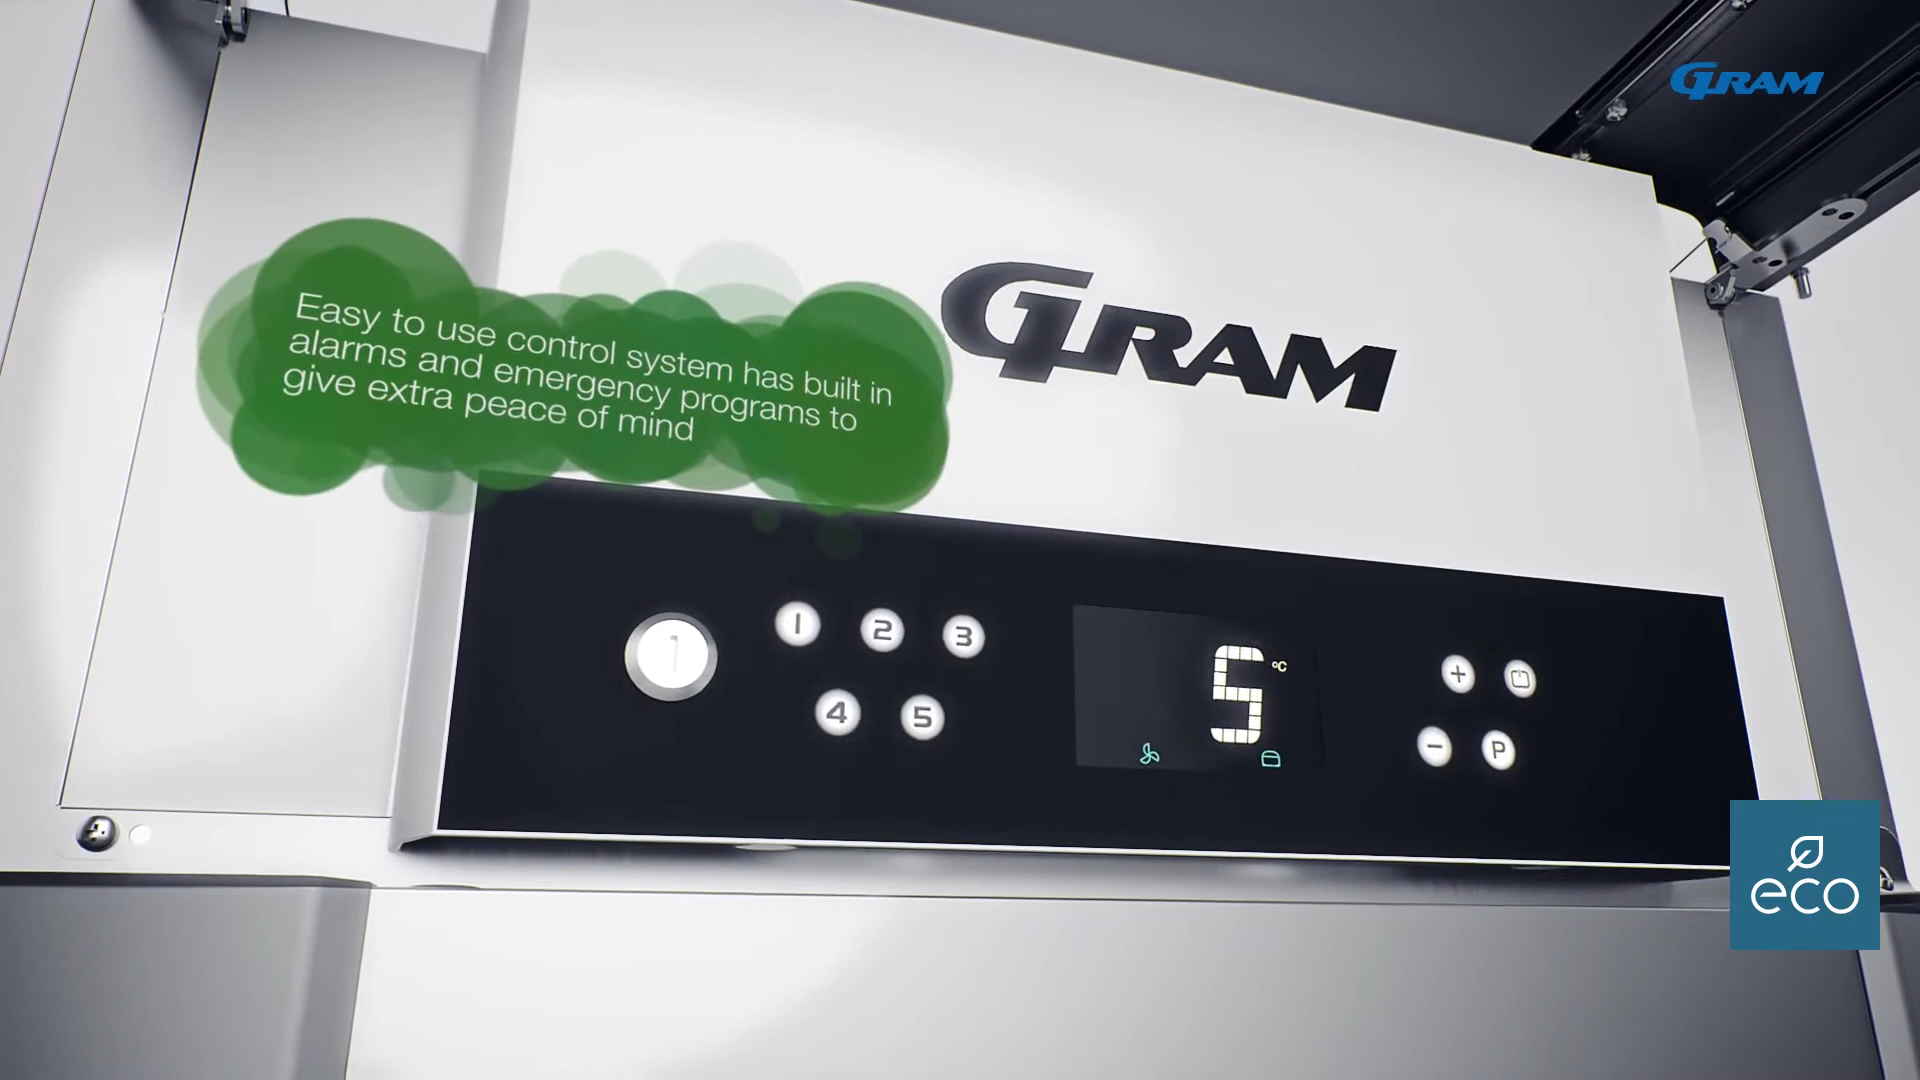 GRAM
Easy to use control system has built in
alarms and emergency programs to
give extra peace of mind
GRAM
1
1 2 3
4 5
5 °C
+
- P
eco